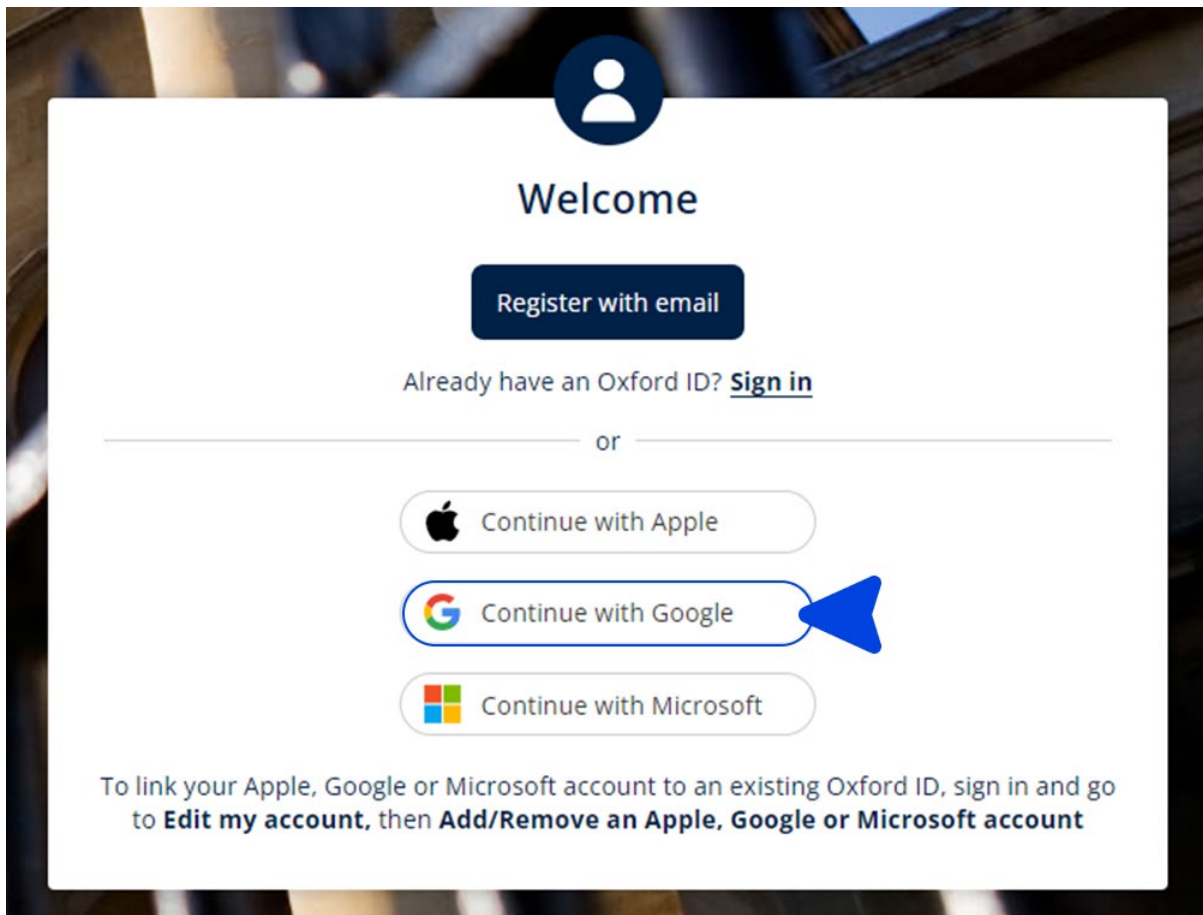 Welcome
Register with email
Already have an Oxford ID? Sign in
or
Continue with Apple
Continue with Google
Continue with Microsoft
To link your Apple, Google or Microsoft account to an existing Oxford ID, sign in and go
to Edit my account, then Add/Remove an Apple, Google or Microsoft account